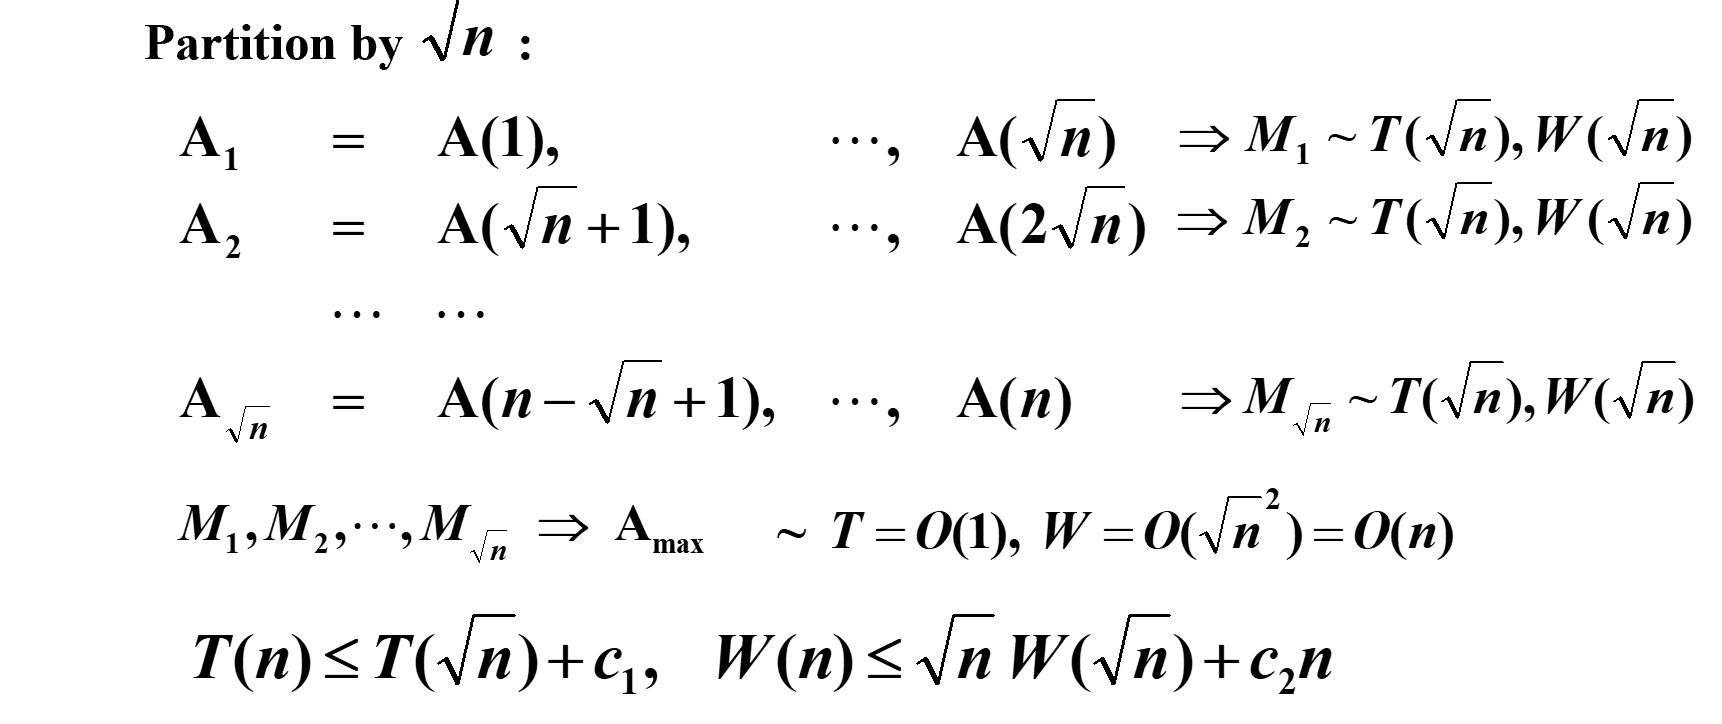 Partition by √n :
A₁ = A(1), ⋯, A(√n) ⇒ M₁ ~ T(√n), W(√n)
A₂ = A(√n + 1), ⋯, A(2√n) ⇒ M₂ ~ T(√n), W(√n)
⋯ ⋯
A_√n = A(n − √n + 1), ⋯, A(n) ⇒ M_√n ~ T(√n), W(√n)
M₁, M₂, ⋯, M_√n ⇒ A_max ~ T = O(1), W = O(√n²) = O(n)
T(n) ≤ T(√n) + c₁, W(n) ≤ √n W(√n) + c₂n